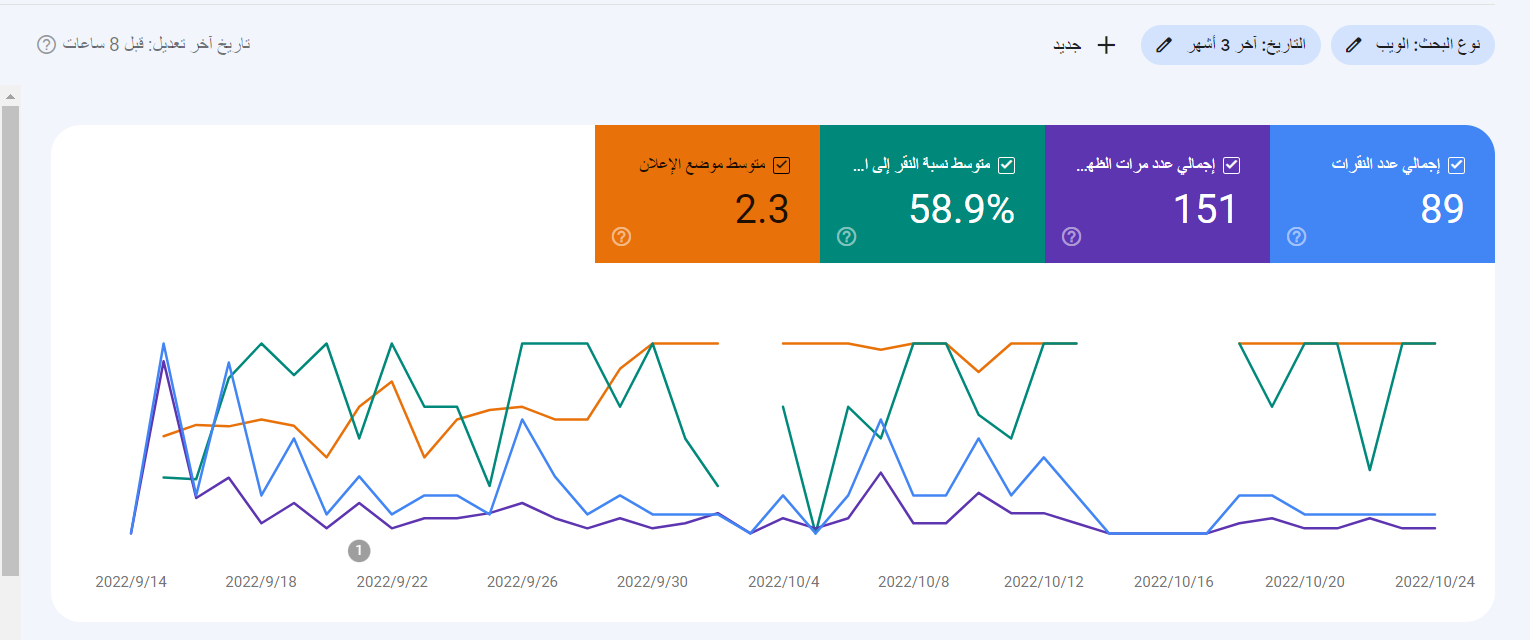 نوع البحث: الويب
التاريخ: آخر 3 أشهر
+ جديد
تاريخ آخر تعديل: قبل 8 ساعات
إجمالي عدد النقرات
89
إجمالي عدد مرات الظه...
151
متوسط نسبة النقر إلى ا...
58.9%
متوسط موضع الإعلان
2.3
1
2022/9/14 2022/9/18 2022/9/22 2022/9/26 2022/9/30 2022/10/4 2022/10/8 2022/10/12 2022/10/16 2022/10/20 2022/10/24